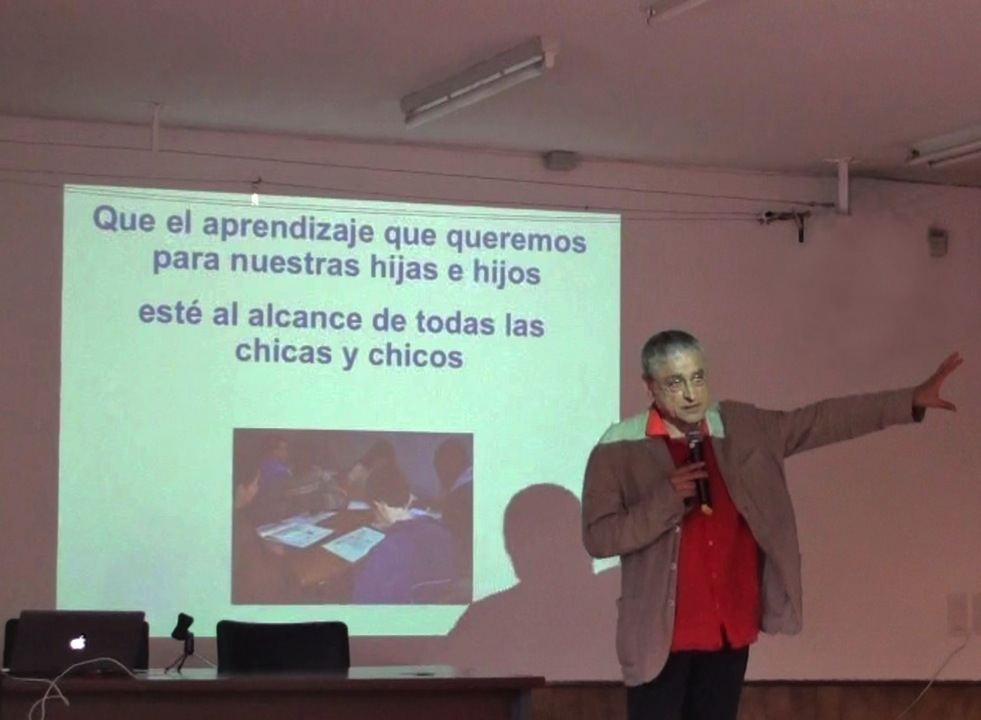 Que el aprendizaje que queremos
para nuestras hijas e hijos
esté al alcance de todas las
chicas y chicos